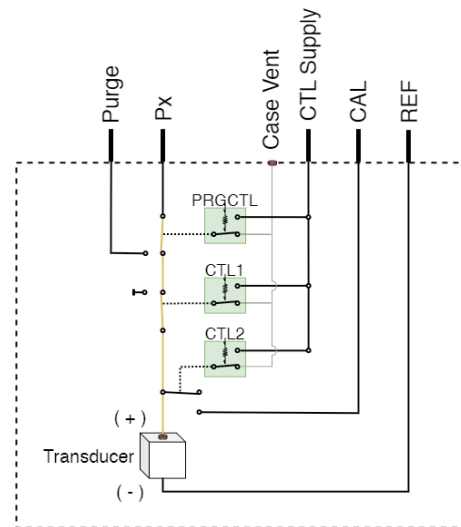 Purge
Px
Case Vent
CTL Supply
CAL
REF
PRGCTL
CTL1
CTL2
(+)
Transducer
(-)